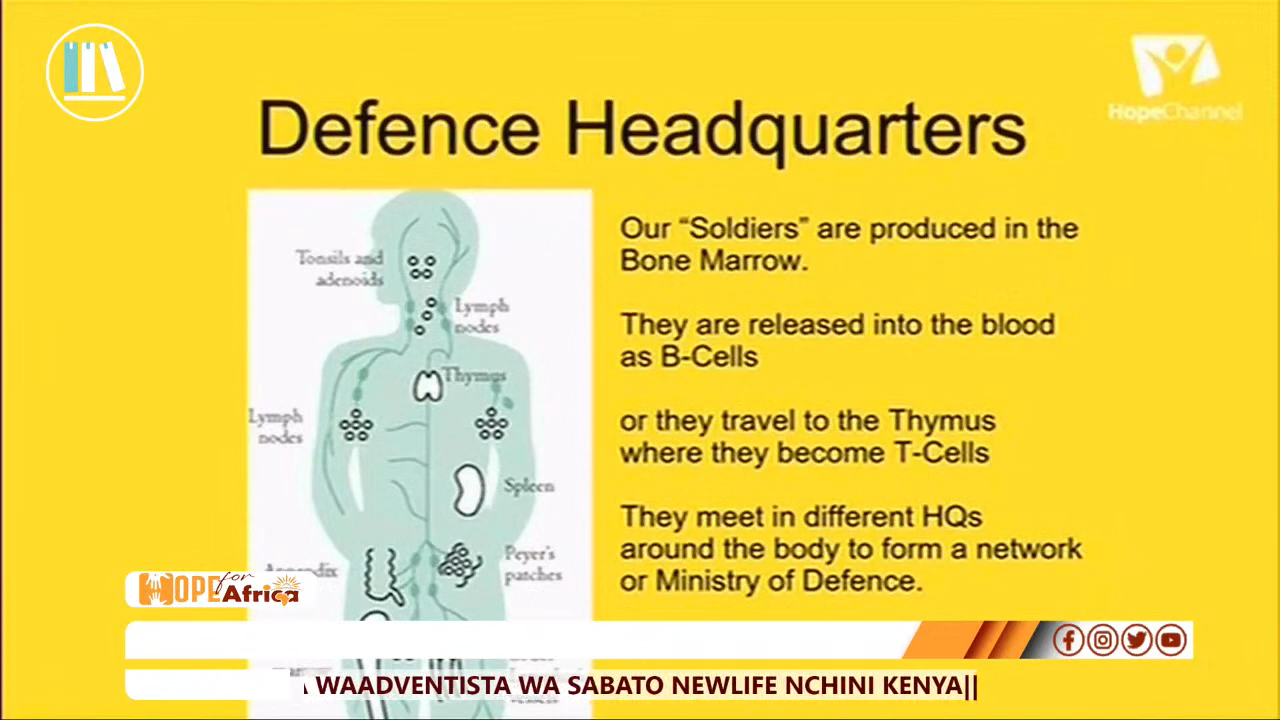 HopeChannel
Defence Headquarters
Tonsils and
adenoids
Lymph
nodes
Thymus
Lymph
nodes
Spleen
Peyer's
patches
Our “Soldiers” are produced in the
Bone Marrow.
They are released into the blood
as B-Cells
or they travel to the Thymus
where they become T-Cells
They meet in different HQs
around the body to form a network
or Ministry of Defence.
HOPE for
Africa
WAADVENTISTA WA SABATO NEWLIFE NCHINI KENYA||